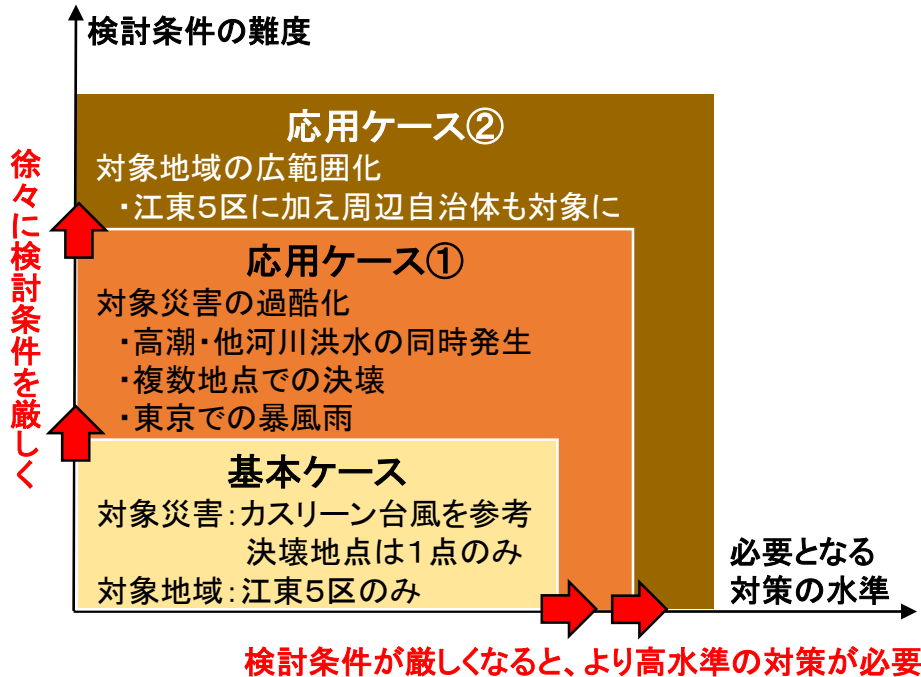 検討条件の難度
応用ケース②
対象地域の広範囲化
・江東5区に加え周辺自治体も対象に
徐々に検討条件を厳しく
応用ケース①
対象災害の過酷化
・高潮・他河川洪水の同時発生
・複数地点での決壊
・東京での暴風雨
基本ケース
対象災害:カスリーン台風を参考
決壊地点は1点のみ
対象地域:江東5区のみ
必要となる
対策の水準
検討条件が厳しくなると、より高水準の対策が必要